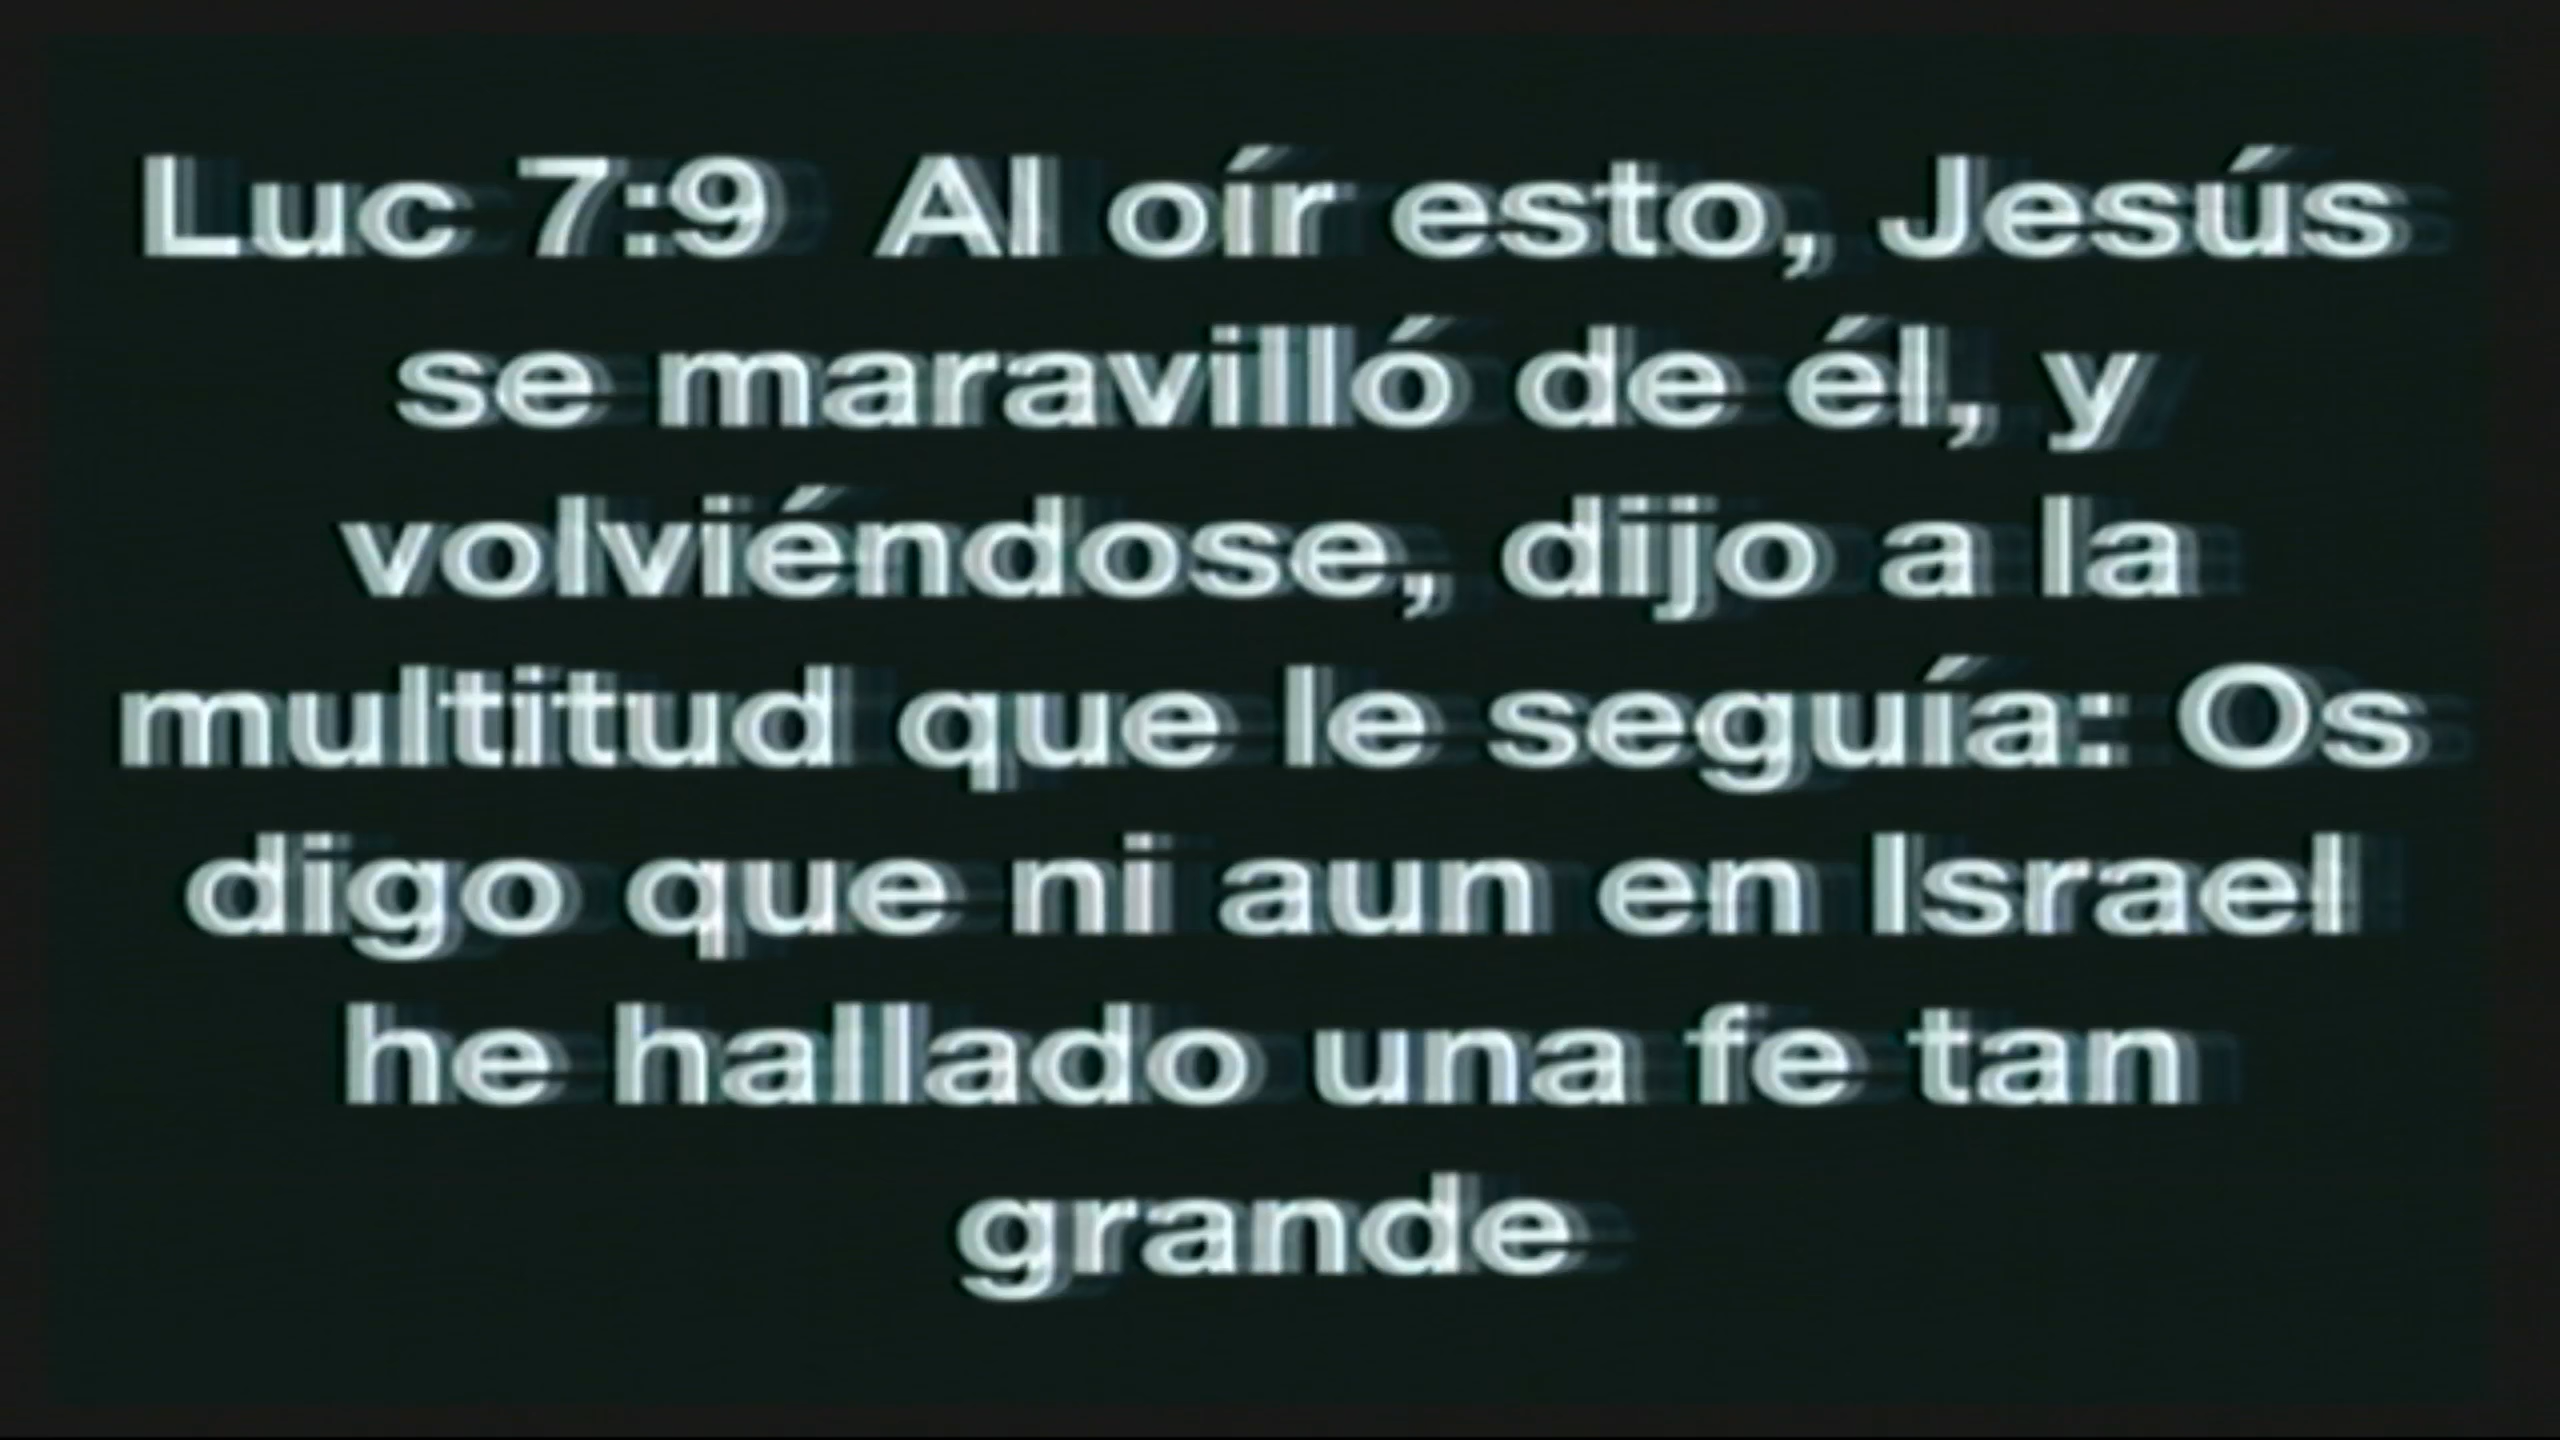 Luc 7:9 Al oír esto, Jesús
se maravilló de él, y
volviéndose, dijo a la
multitud que le seguía: Os
digo que ni aun en Israel
he hallado una fe tan
grande